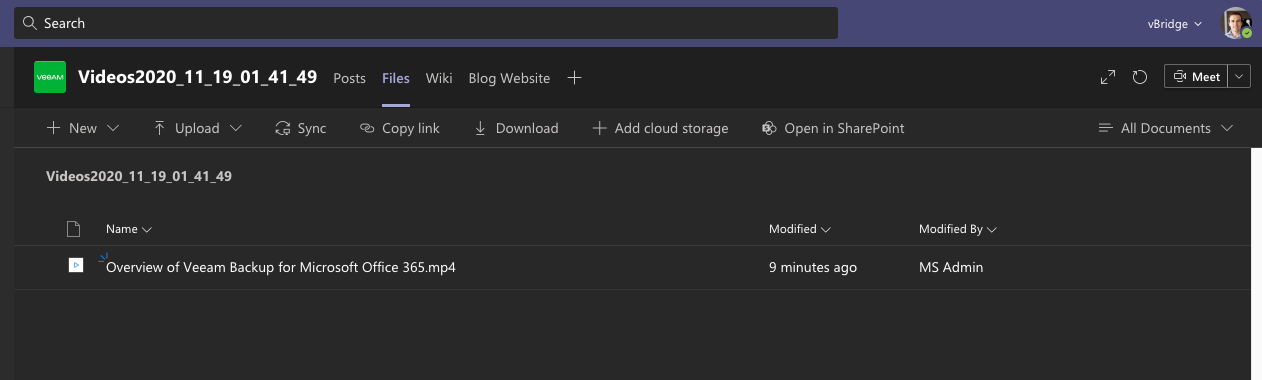 Search
vBridge
veeam
Videos2020_11_19_01_41_49 Posts Files Wiki Blog Website
Meet
New Upload Sync Copy link Download Add cloud storage Open in SharePoint All Documents
Videos2020_11_19_01_41_49
Name Modified Modified By
Overview of Veeam Backup for Microsoft Office 365.mp4 9 minutes ago MS Admin